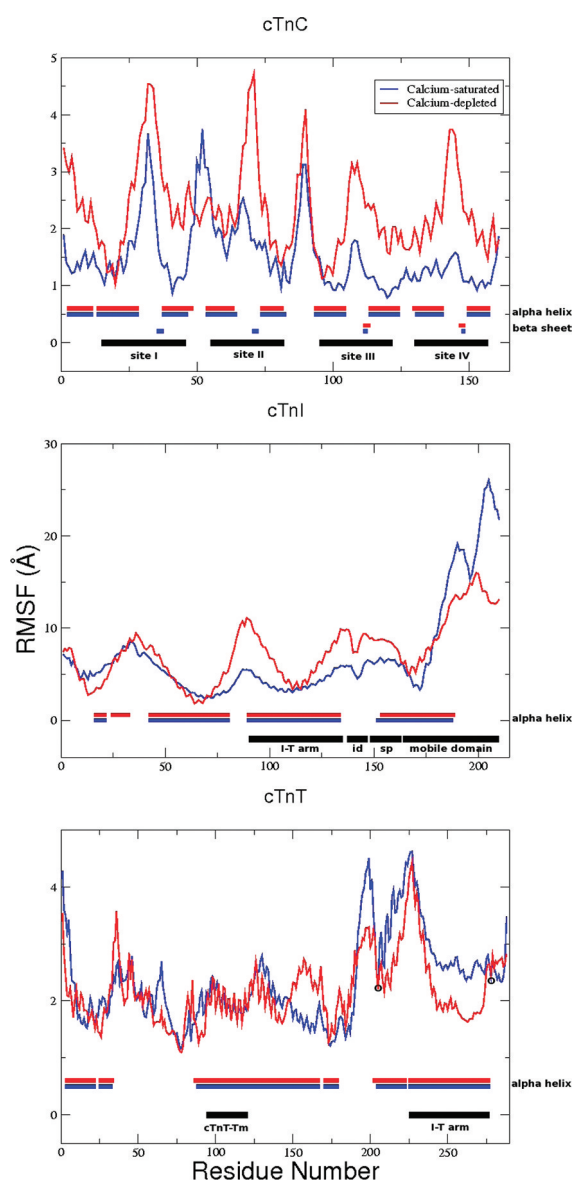 cTnC
5
Calcium-saturated
Calcium-depleted
4
3
2
1
alpha helix
beta sheet
0
site I site II site III site IV
0 50 100 150
cTnI
30
20
RMSF (Å)
10
0
alpha helix
I-T arm id sp mobile domain
0 50 100 150 200
cTnT
4
2
alpha helix
0
cTnT-Tm I-T arm
0 50 100 150 200 250
Residue Number